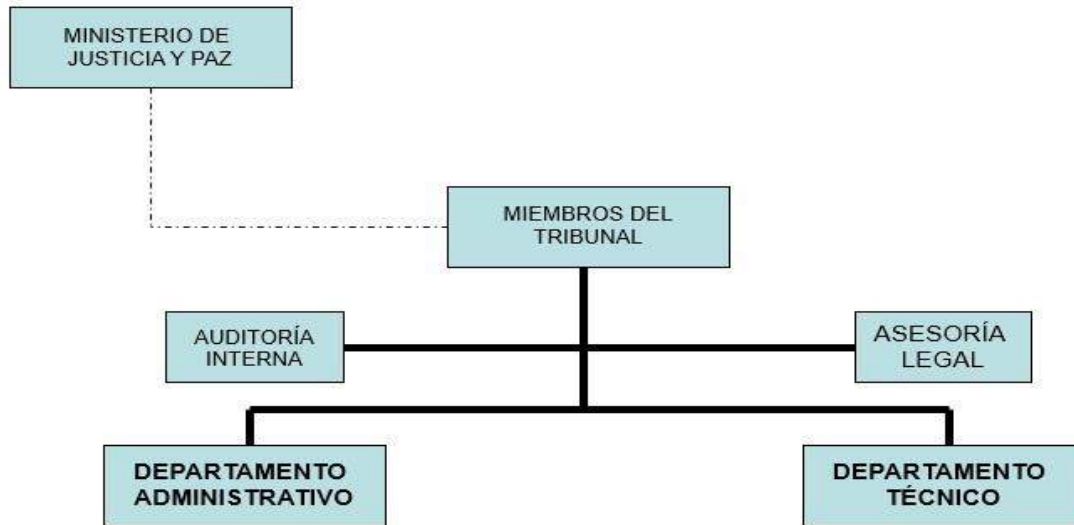 MINISTERIO DE
JUSTICIA Y PAZ
MIEMBROS DEL
TRIBUNAL
AUDITORÍA
INTERNA
ASESORÍA
LEGAL
DEPARTAMENTO
ADMINISTRATIVO
DEPARTAMENTO
TÉCNICO